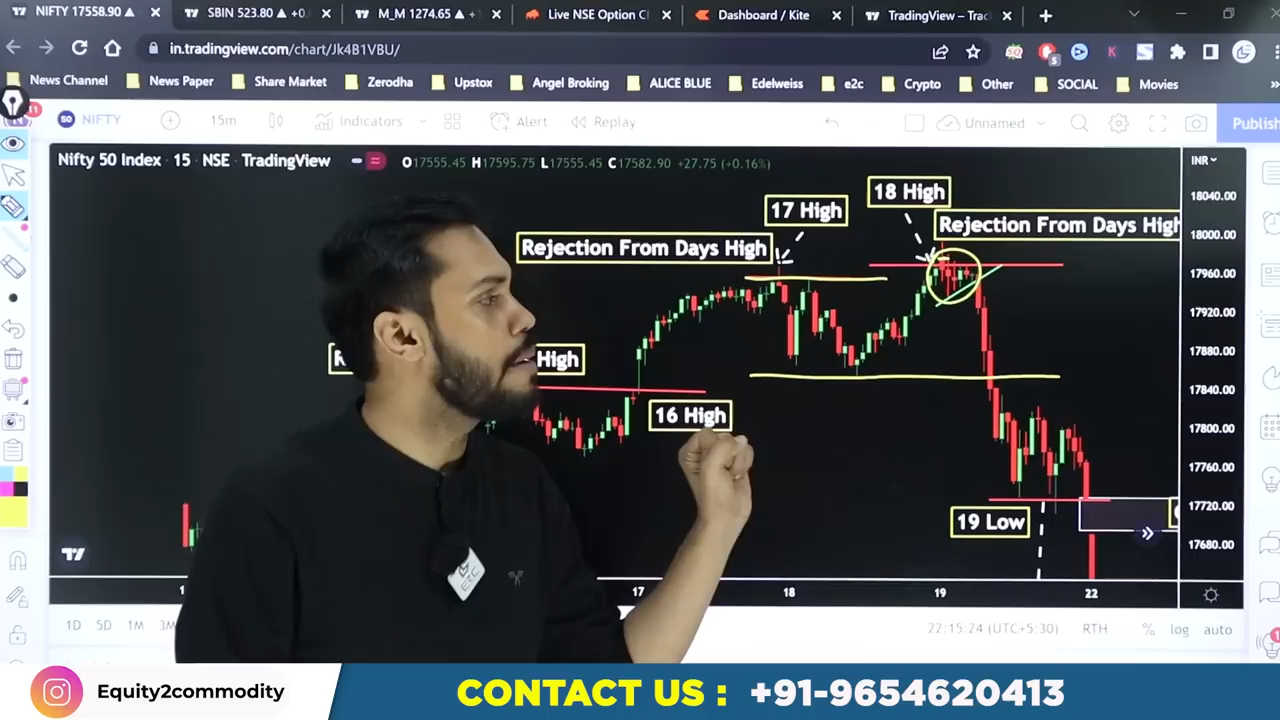 NIFTY 17558.90 ▲
SBIN 523.80 ▲ +0.
M_M 1274.65 ▲ +
Live NSE Option C
Dashboard / Kite
TradingView – Trac
in.tradingview.com/chart/Jk4B1VBU/
News Channel
News Paper
Share Market
Zerodha
Upstox
Angel Broking
ALICE BLUE
Edelweiss
e2c
Crypto
Other
SOCIAL
Movies
11
50 NIFTY
15m
Indicators
Alert
Replay
Unnamed
Publish
Nifty 50 Index · 15 · NSE · TradingView
O17555.45 H17595.75 L17555.45 C17582.90 +27.75 (+0.16%)
INR
18040.00
18000.00
17960.00
17920.00
17880.00
17840.00
17800.00
17760.00
17720.00
17680.00
18 High
17 High
Rejection From Days High
Rejection From Days High
High
16 High
19 Low
17
18
19
22
1D 5D 1M 3M
22:15:24 (UTC+5:30)
RTH
% log auto
E2C
Equity2commodity
CONTACT US : +91-9654620413